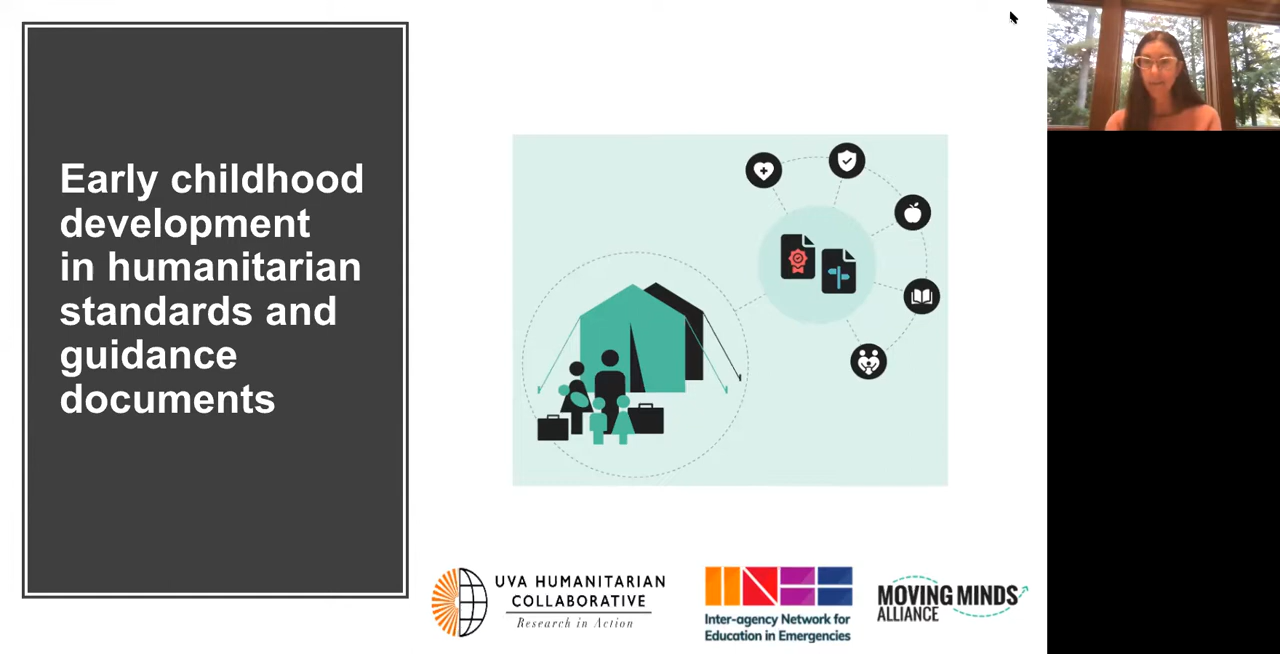 Early childhood
development
in humanitarian
standards and
guidance
documents
UVA HUMANITARIAN
COLLABORATIVE
Research in Action
INEE
Inter-agency Network for
Education in Emergencies
MOVING MINDS
ALLIANCE